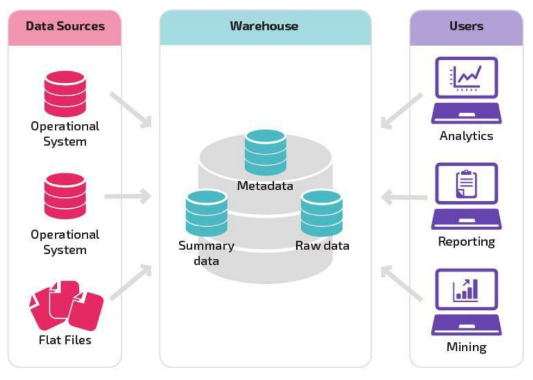 Data Sources
Warehouse
Users
Operational
System
Operational
System
Flat Files
Metadata
Summary
data
Raw data
Analytics
Reporting
Mining